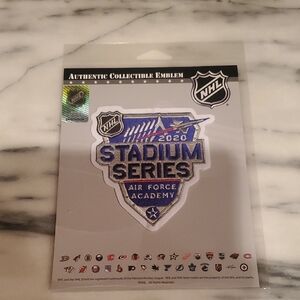 AUTHENTIC COLLECTIBLE EMBLEM
NHL
NHL
2020
STADIUM
SERIES
AIR FORCE
ACADEMY